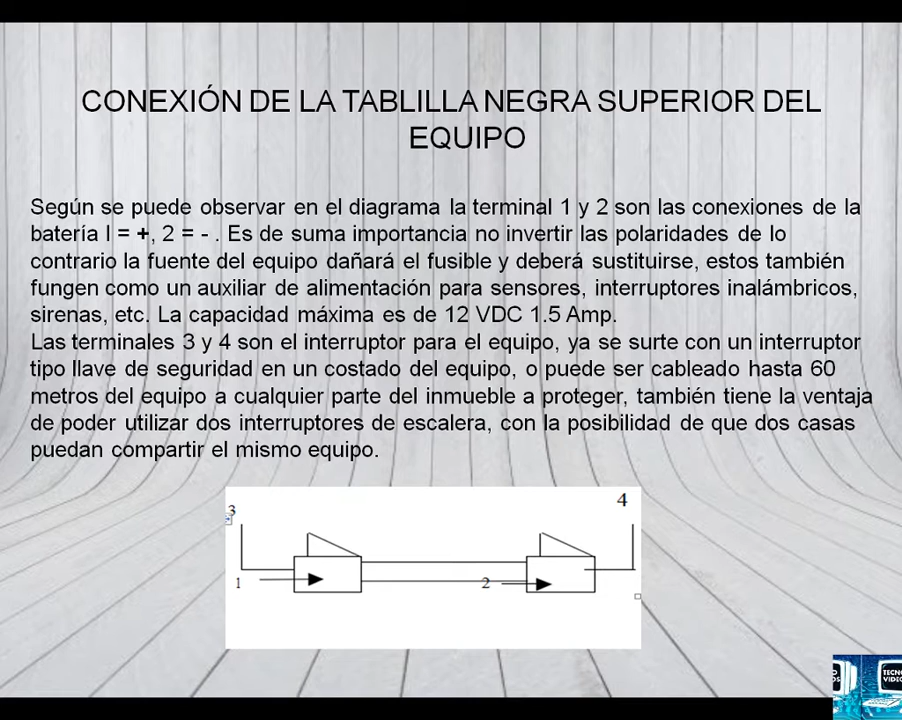 CONEXIÓN DE LA TABLILLA NEGRA SUPERIOR DEL
EQUIPO
Según se puede observar en el diagrama la terminal 1 y 2 son las conexiones de la
batería I = +, 2 = - . Es de suma importancia no invertir las polaridades de lo
contrario la fuente del equipo dañará el fusible y deberá sustituirse, estos también
fungen como un auxiliar de alimentación para sensores, interruptores inalámbricos,
sirenas, etc. La capacidad máxima es de 12 VDC 1.5 Amp.
Las terminales 3 y 4 son el interruptor para el equipo, ya se surte con un interruptor
tipo llave de seguridad en un costado del equipo, o puede ser cableado hasta 60
metros del equipo a cualquier parte del inmueble a proteger, también tiene la ventaja
de poder utilizar dos interruptores de escalera, con la posibilidad de que dos casas
puedan compartir el mismo equipo.
3
4
1
2
TECNO
VIDEO